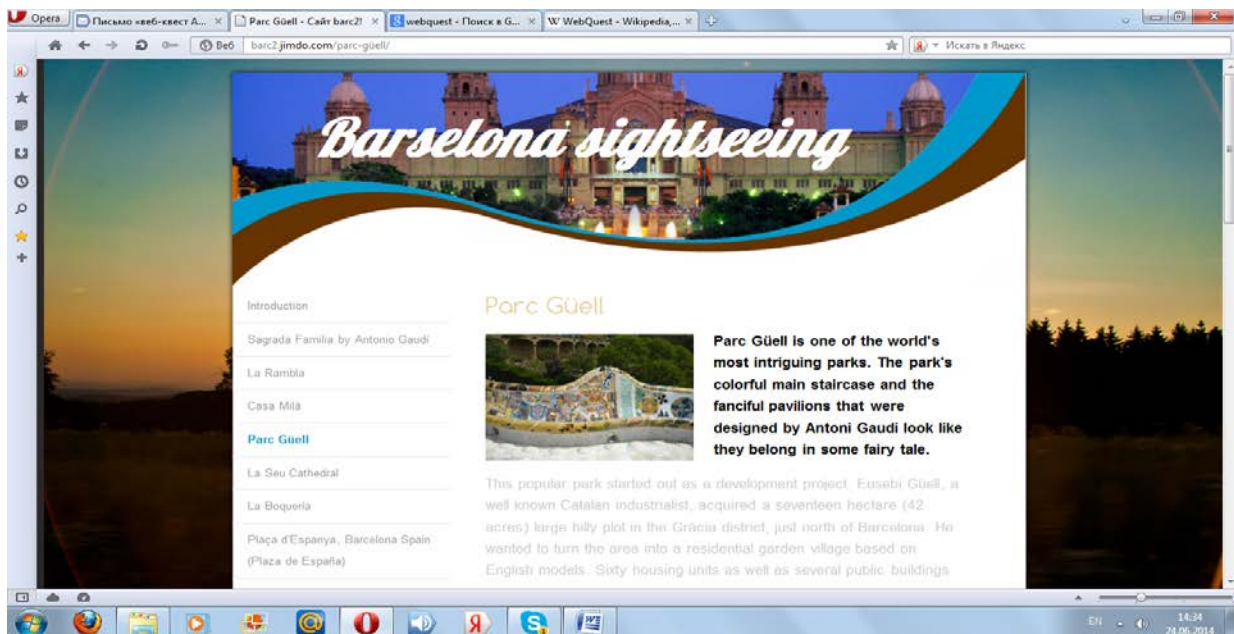 Opera
Письмо «веб-квест А...
Parc Güell - Сайт barc2!
webquest - Поиск в G...
W WebQuest - Wikipedia,...
Веб
barc2.jimdo.com/parc-güell/
Искать в Яндекс
Barselona sightseeing
Introduction
Sagrada Familia by Antonio Gaudí
La Rambla
Casa Milà
Parc Güell
La Seu Cathedral
La Boqueria
Plaça d'Espanya, Barcelona Spain
(Plaza de España)
Parc Güell
Parc Güell is one of the world's
most intriguing parks. The park's
colorful main staircase and the
fanciful pavilions that were
designed by Antoni Gaudí look like
they belong in some fairy tale.
This popular park started out as a development project. Eusebi Güell, a
well known Catalan industrialist, acquired a seventeen hectare (42
acres) large hilly plot in the Gràcia district, just north of Barcelona. He
wanted to turn the area into a residential garden village based on
English models. Sixty housing units as well as several public buildings
EN
14:34
24.06.2014